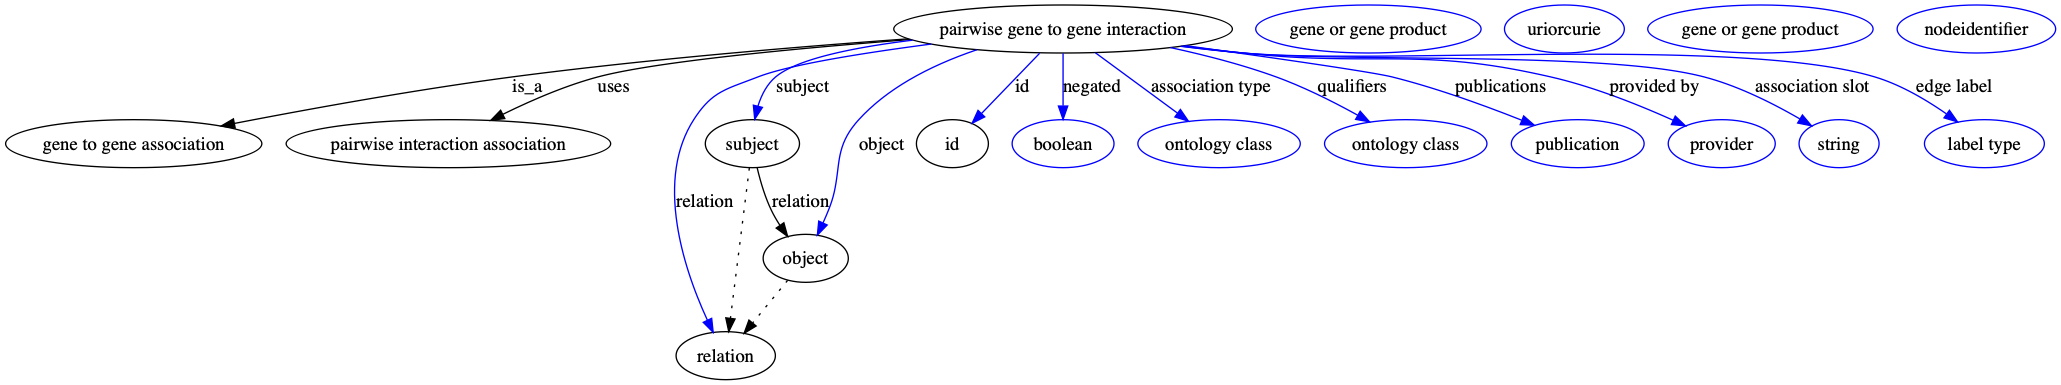 pairwise gene to gene interaction
gene or gene product
uriorcurie
gene or gene product
nodeidentifier
is_a
uses
subject
id
negated
association type
qualifiers
publications
provided by
association slot
edge label
gene to gene association
pairwise interaction association
subject
object
id
boolean
ontology class
ontology class
publication
provider
string
label type
relation
relation
object
relation